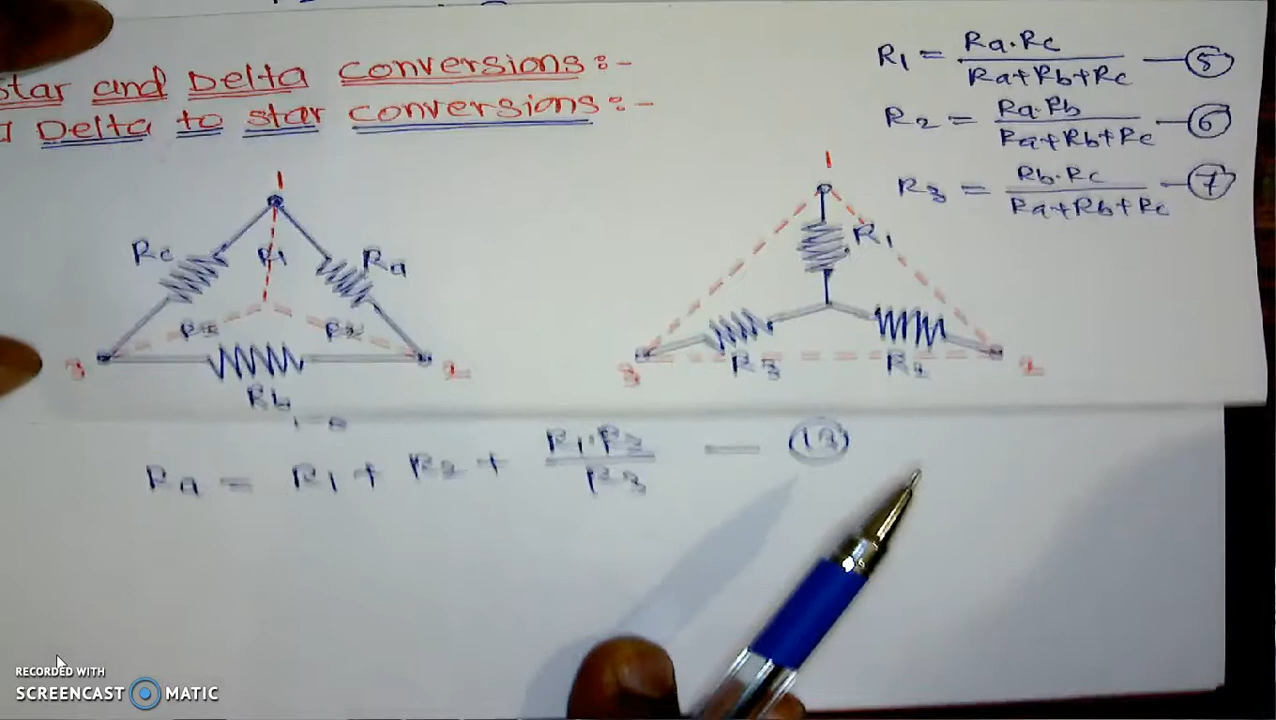 Star and Delta conversions:-
Delta to star conversions:-
R1 = Ra.Rc / Ra+Rb+Rc — 5
R2 = Ra.Rb / Ra+Rb+Rc — 6
R3 = Rb.Rc / Ra+Rb+Rc — 7
1
Rc R1 Ra
R3 R2
3 2
Rb
1
R1
R3 R2
3 2
Ra = R1 + R2 + R1.R2 / R3 —
RECORDED WITH
SCREENCAST MATIC